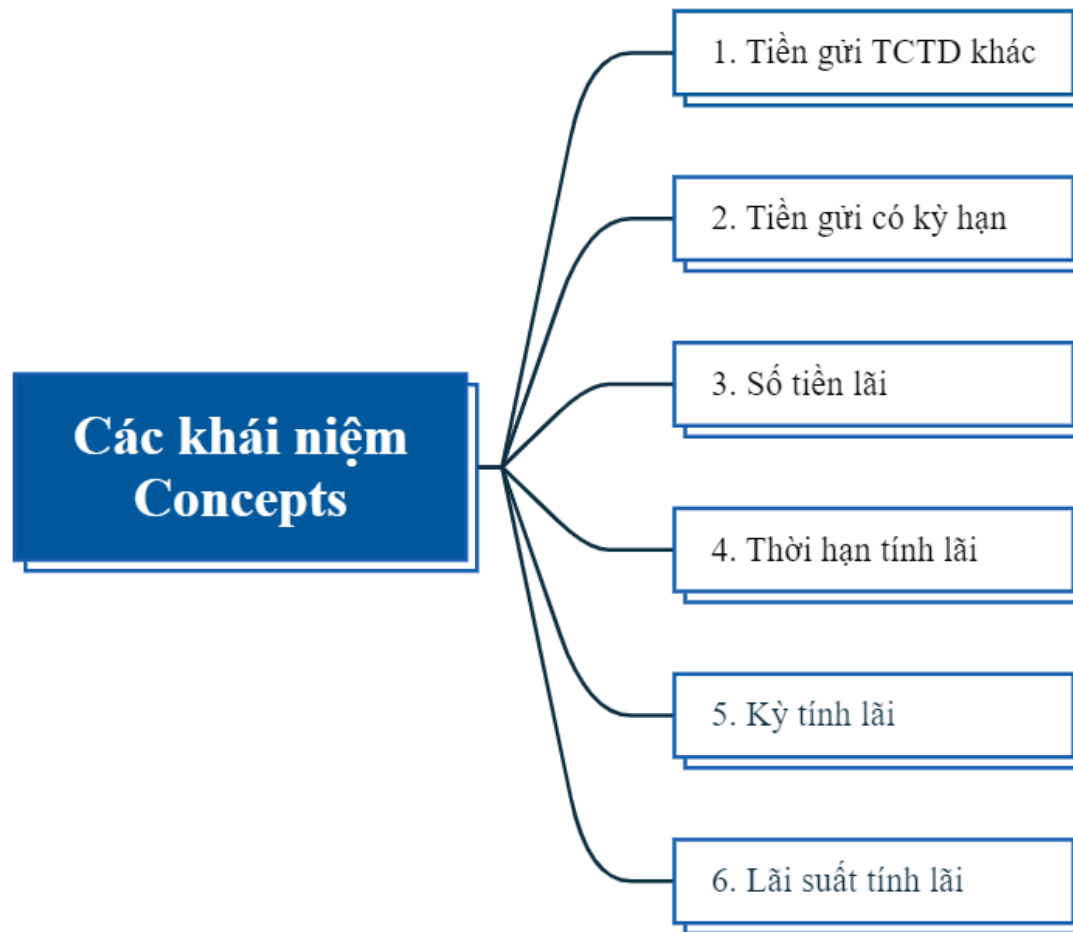 1. Tiền gửi TCTD khác
2. Tiền gửi có kỳ hạn
3. Số tiền lãi
Các khái niệm
Concepts
4. Thời hạn tính lãi
5. Kỳ tính lãi
6. Lãi suất tính lãi